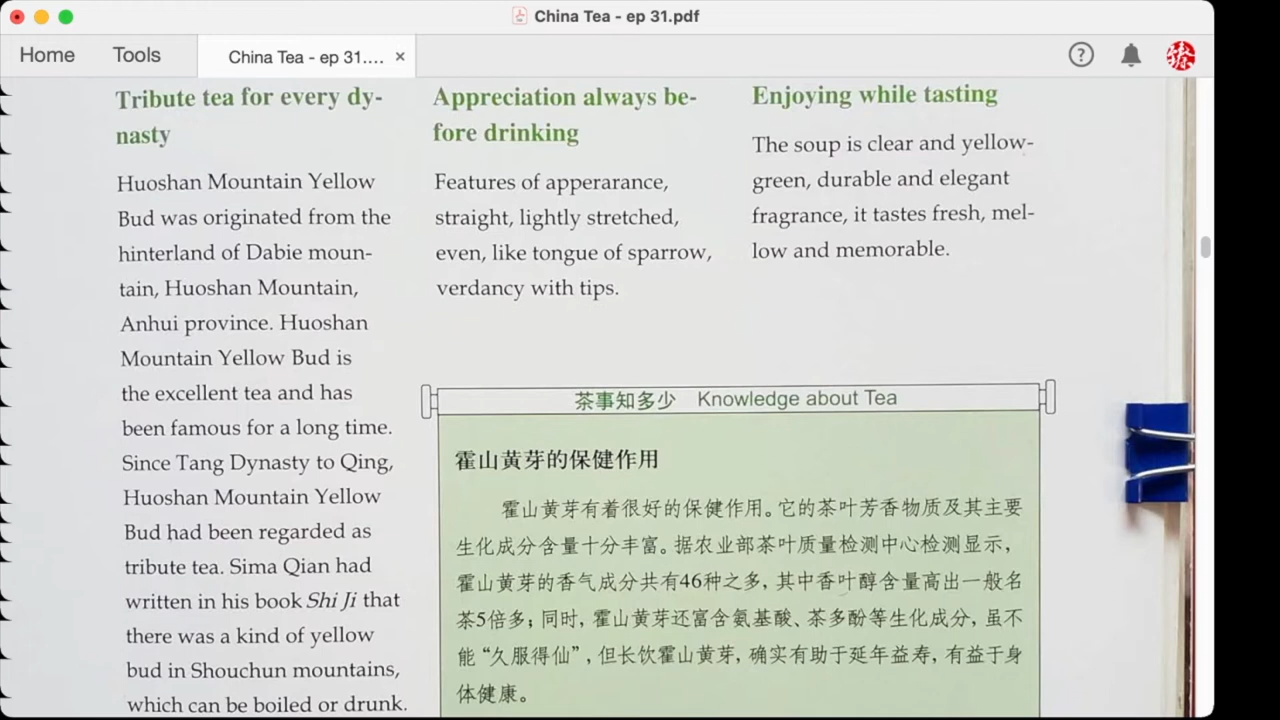 China Tea - ep 31.pdf
Home
Tools
China Tea - ep 31....
Tribute tea for every dy-
nasty
Huoshan Mountain Yellow
Bud was originated from the
hinterland of Dabie moun-
tain, Huoshan Mountain,
Anhui province. Huoshan
Mountain Yellow Bud is
the excellent tea and has
been famous for a long time.
Since Tang Dynasty to Qing,
Huoshan Mountain Yellow
Bud had been regarded as
tribute tea. Sima Qian had
written in his book Shi Ji that
there was a kind of yellow
bud in Shouchun mountains,
which can be boiled or drunk.
Appreciation always be-
fore drinking
Features of apperarance,
straight, lightly stretched,
even, like tongue of sparrow,
verdancy with tips.
Enjoying while tasting
The soup is clear and yellow-
green, durable and elegant
fragrance, it tastes fresh, mel-
low and memorable.
茶事知多少 Knowledge about Tea
霍山黄芽的保健作用
霍山黄芽有着很好的保健作用。它的茶叶芳香物质及其主要
生化成分含量十分丰富。据农业部茶叶质量检测中心检测显示，
霍山黄芽的香气成分共有46种之多，其中香叶醇含量高出一般名
茶5倍多；同时，霍山黄芽还富含氨基酸、茶多酚等生化成分，虽不
能“久服得仙”，但长饮霍山黄芽，确实有助于延年益寿，有益于身
体健康。